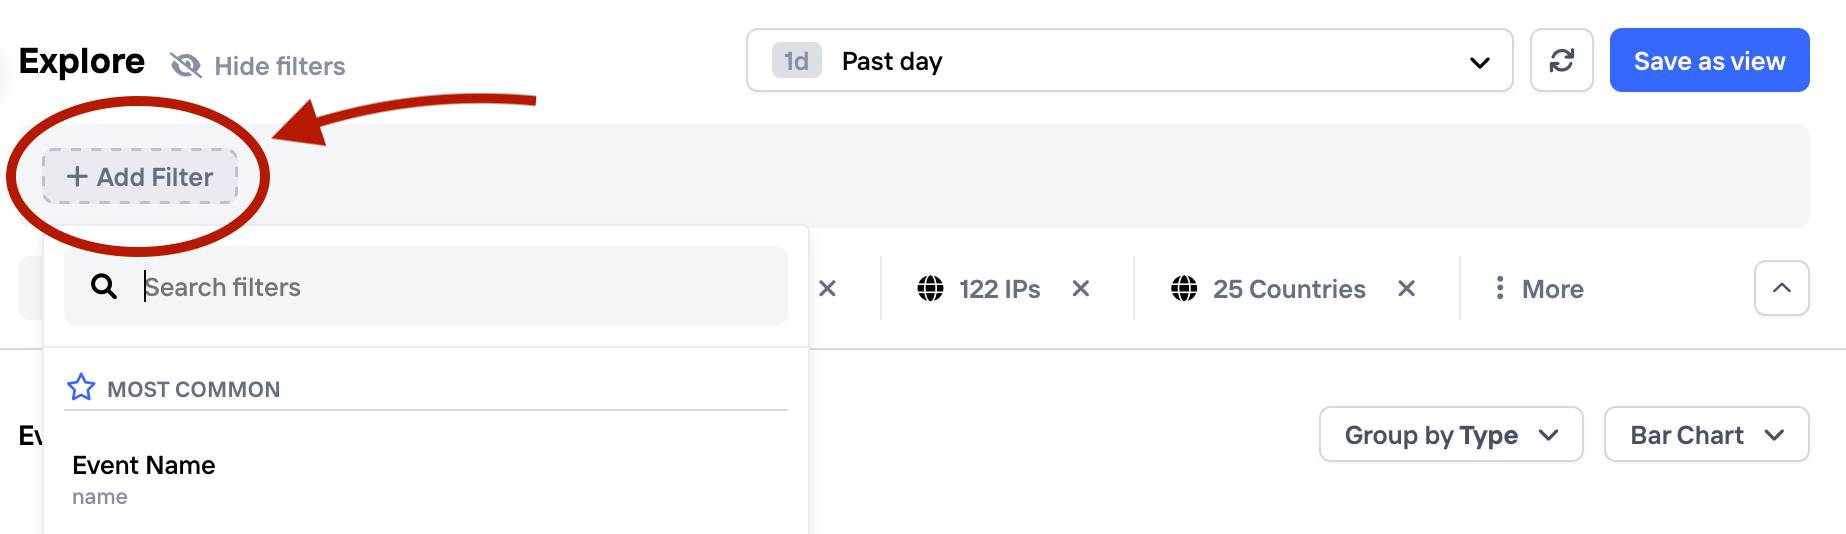 Explore
Hide filters
1d Past day
Save as view
+ Add Filter
Search filters
122 IPs
25 Countries
More
MOST COMMON
Group by Type
Bar Chart
Event Name
name